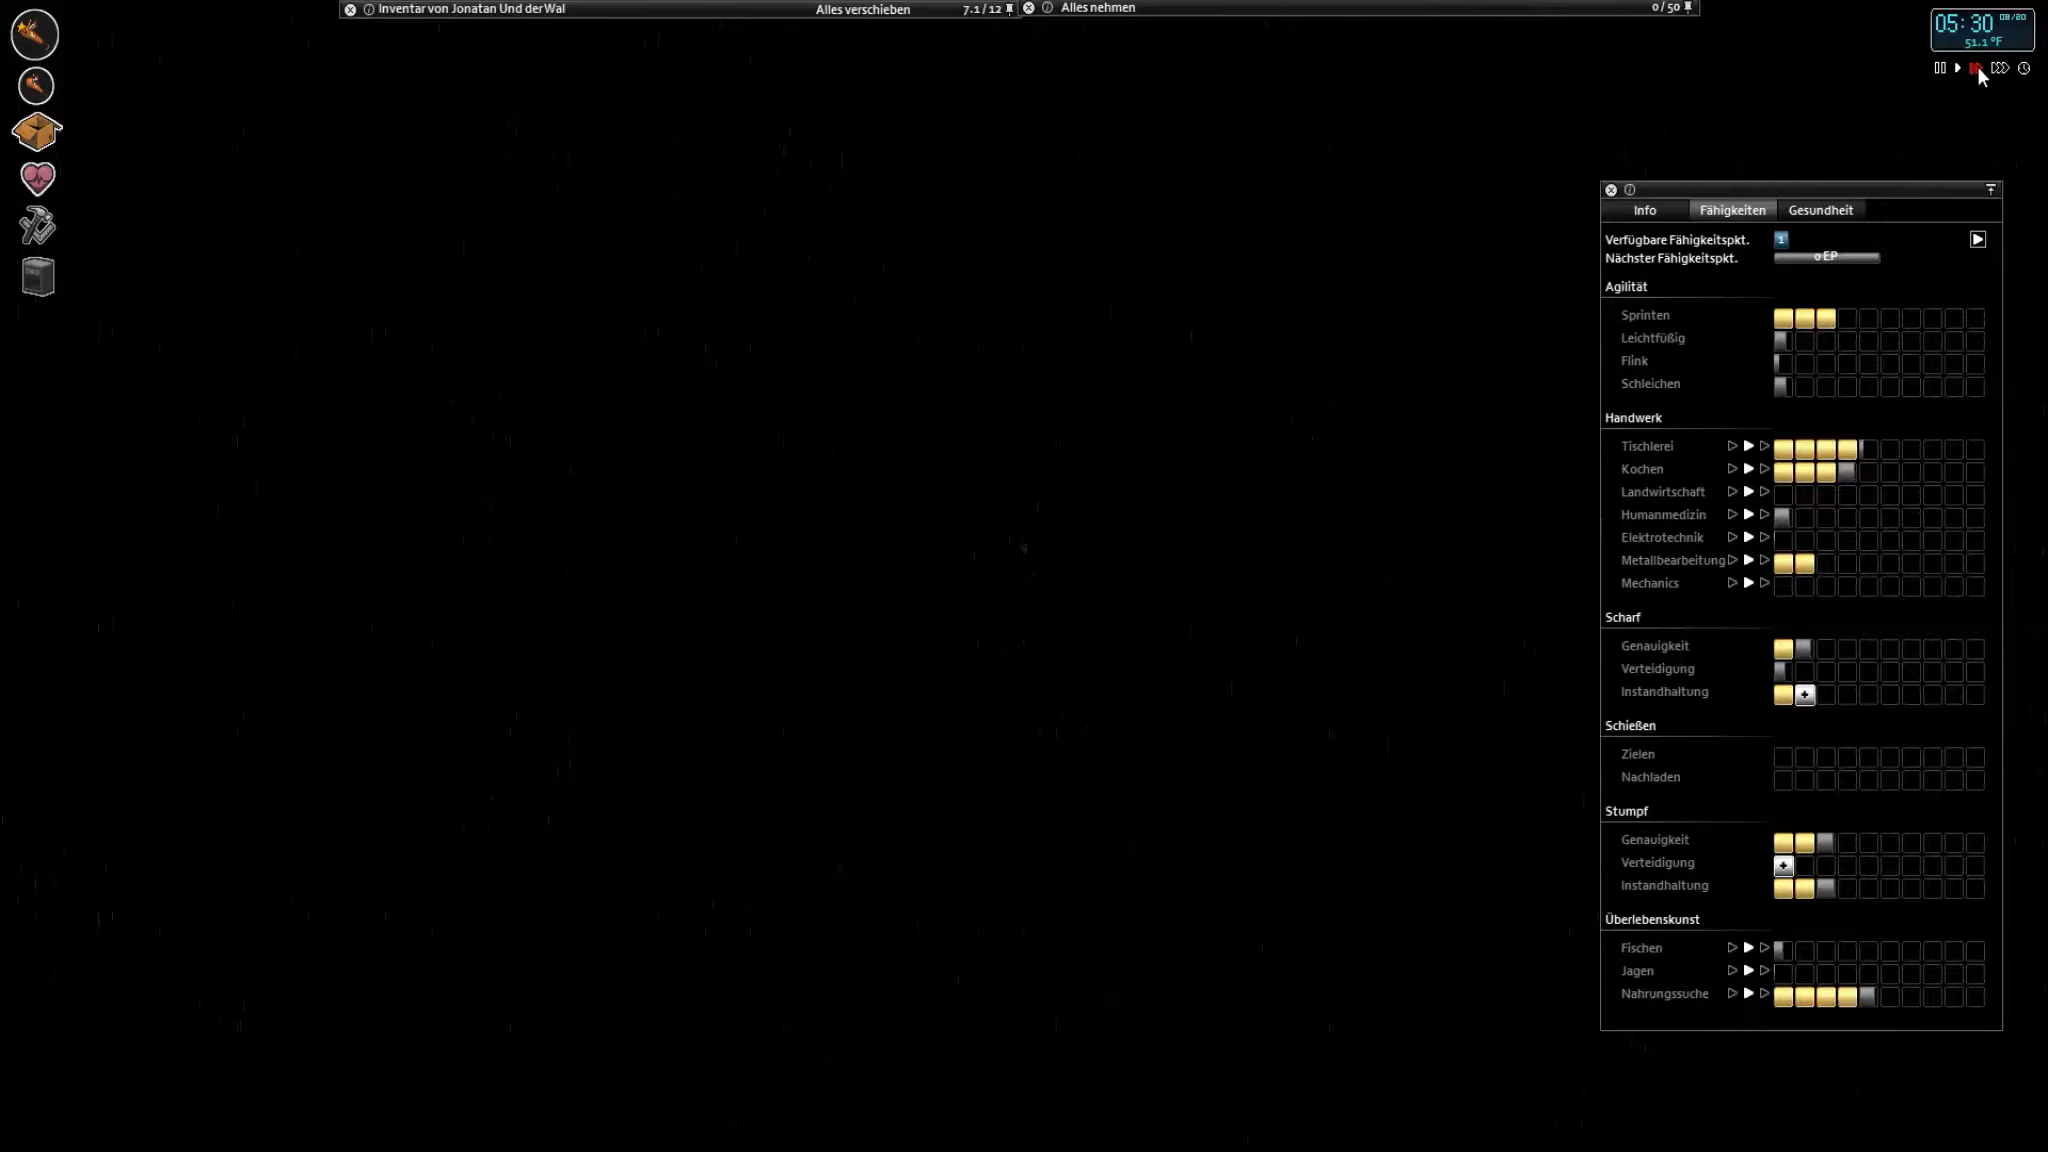 Inventar von Jonatan Und der Wal Alles verschieben 7.1 / 12
Alles nehmen 0 / 50
05:30 08/20
51.1 °F
Info Fähigkeiten Gesundheit
Verfügbare Fähigkeitspkt. 1
Nächster Fähigkeitspkt. 0 EP
Agilität
Sprinten
Leichtfüßig
Flink
Schleichen
Handwerk
Tischlerei
Kochen
Landwirtschaft
Humanmedizin
Elektrotechnik
Metallbearbeitung
Mechanics
Scharf
Genauigkeit
Verteidigung
Instandhaltung
Schießen
Zielen
Nachladen
Stumpf
Genauigkeit
Verteidigung
Instandhaltung
Überlebenskunst
Fischen
Jagen
Nahrungssuche